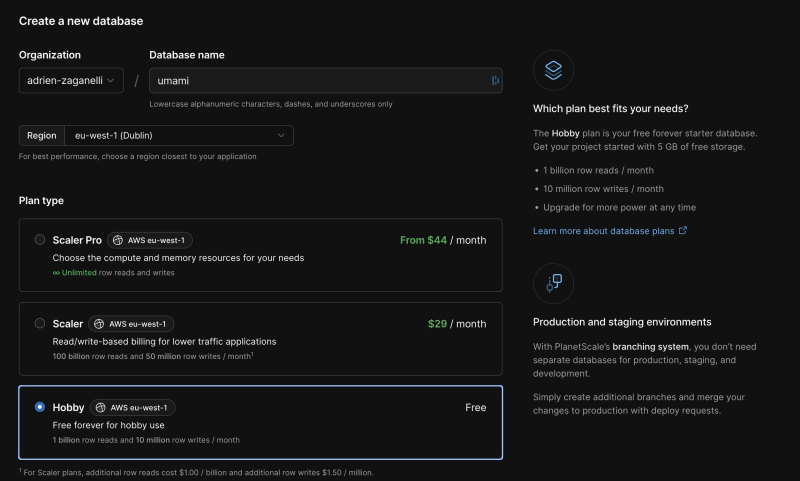 Create a new database
Organization
Database name
adrien-zaganelli
/
umami
Lowercase alphanumeric characters, dashes, and underscores only
Region
eu-west-1 (Dublin)
For best performance, choose a region closest to your application
Plan type
Scaler Pro
AWS eu-west-1
From $44 / month
Choose the compute and memory resources for your needs
∞ Unlimited row reads and writes
Scaler
AWS eu-west-1
$29 / month
Read/write-based billing for lower traffic applications
100 billion row reads and 50 million row writes / month¹
Hobby
AWS eu-west-1
Free
Free forever for hobby use
1 billion row reads and 10 million row writes / month
¹ For Scaler plans, additional row reads cost $1.00 / billion and additional row writes $1.50 / million.
Which plan best fits your needs?
The Hobby plan is your free forever starter database.
Get your project started with 5 GB of free storage.
• 1 billion row reads / month
• 10 million row writes / month
• Upgrade for more power at any time
Learn more about database plans
Production and staging environments
With PlanetScale's branching system, you don't need
separate databases for production, staging, and
development.
Simply create additional branches and merge your
changes to production with deploy requests.